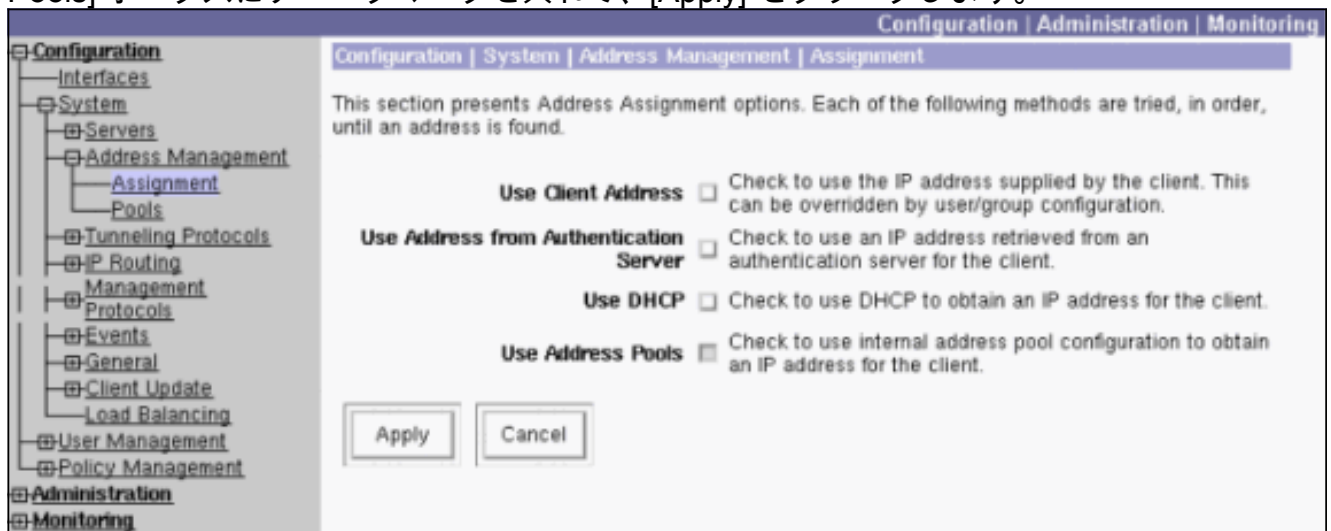 Configuration | Administration | Monitoring
Configuration
Interfaces
System
Servers
Address Management
Assignment
Pools
Tunneling Protocols
IP Routing
Management
Protocols
Events
General
Client Update
Load Balancing
User Management
Policy Management
Administration
Monitoring
Configuration | System | Address Management | Assignment
This section presents Address Assignment options. Each of the following methods are tried, in order,
until an address is found.
Use Client Address
Check to use the IP address supplied by the client. This
can be overridden by user/group configuration.
Use Address from Authentication
Server
Check to use an IP address retrieved from an
authentication server for the client.
Use DHCP
Check to use DHCP to obtain an IP address for the client.
Use Address Pools
Check to use internal address pool configuration to obtain
an IP address for the client.
Apply
Cancel